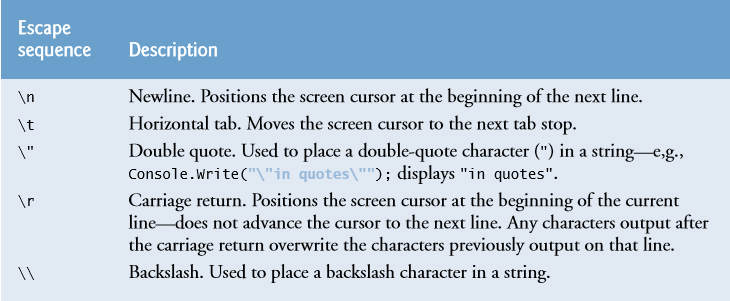 Escape
sequence Description
\n Newline. Positions the screen cursor at the beginning of the next line.
\t Horizontal tab. Moves the screen cursor to the next tab stop.
\" Double quote. Used to place a double-quote character (") in a string—e,g.,
Console.Write("\"in quotes\""); displays "in quotes".
\r Carriage return. Positions the screen cursor at the beginning of the current
line—does not advance the cursor to the next line. Any characters output after
the carriage return overwrite the characters previously output on that line.
\\ Backslash. Used to place a backslash character in a string.